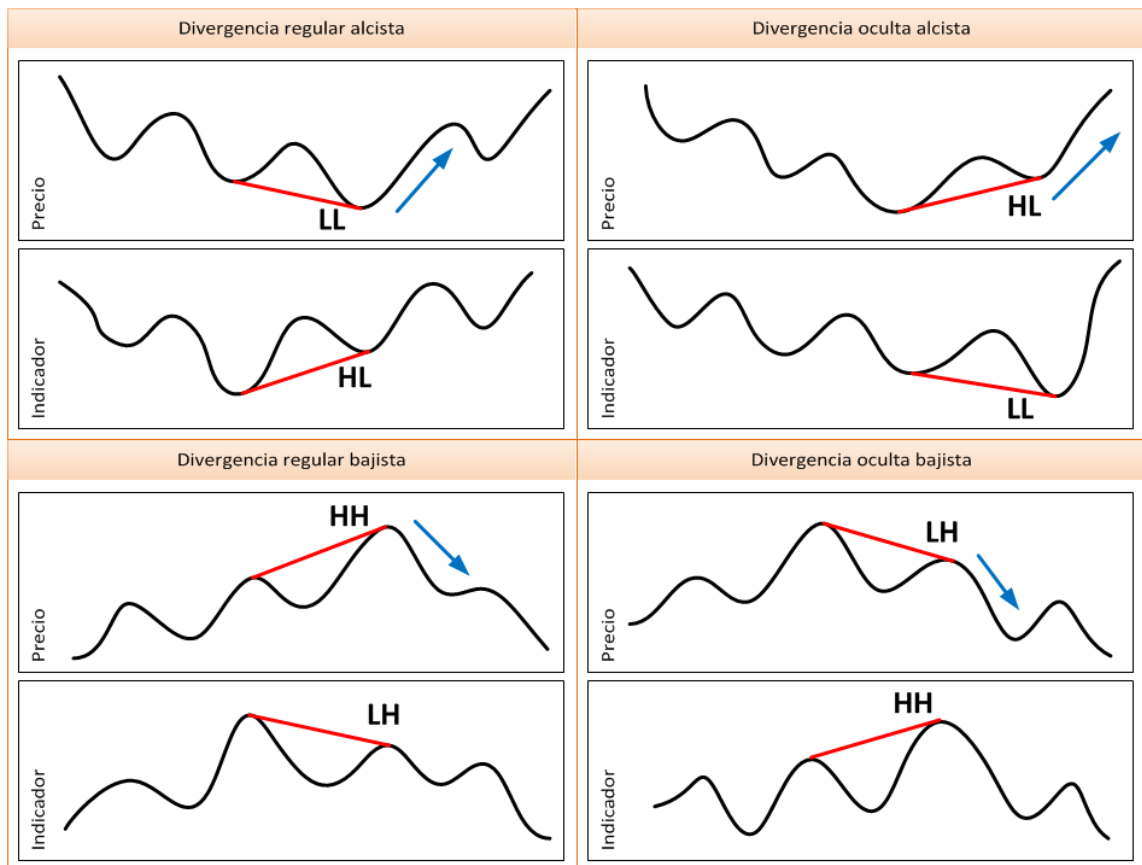 Divergencia regular alcista
Precio
LL
Indicador
HL
Divergencia oculta alcista
Precio
HL
Indicador
LL
Divergencia regular bajista
Precio
HH
Indicador
LH
Divergencia oculta bajista
Precio
LH
Indicador
HH